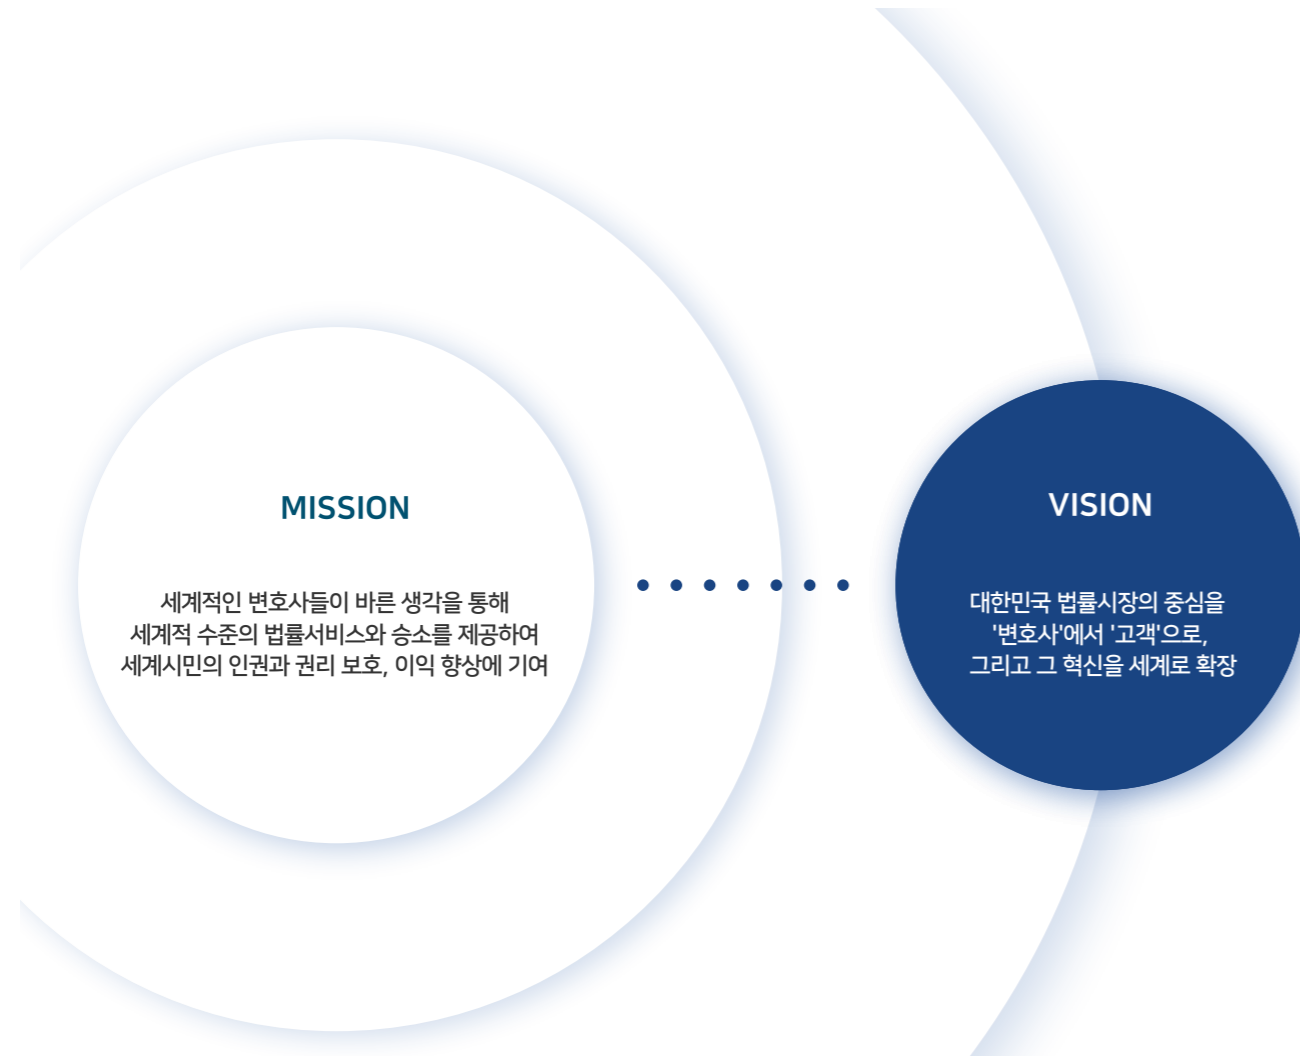 MISSION
세계적인 변호사들이 바른 생각을 통해
세계적 수준의 법률서비스와 승소를 제공하여
세계시민의 인권과 권리 보호, 이익 향상에 기여
VISION
대한민국 법률시장의 중심을
'변호사'에서 '고객'으로,
그리고 그 혁신을 세계로 확장